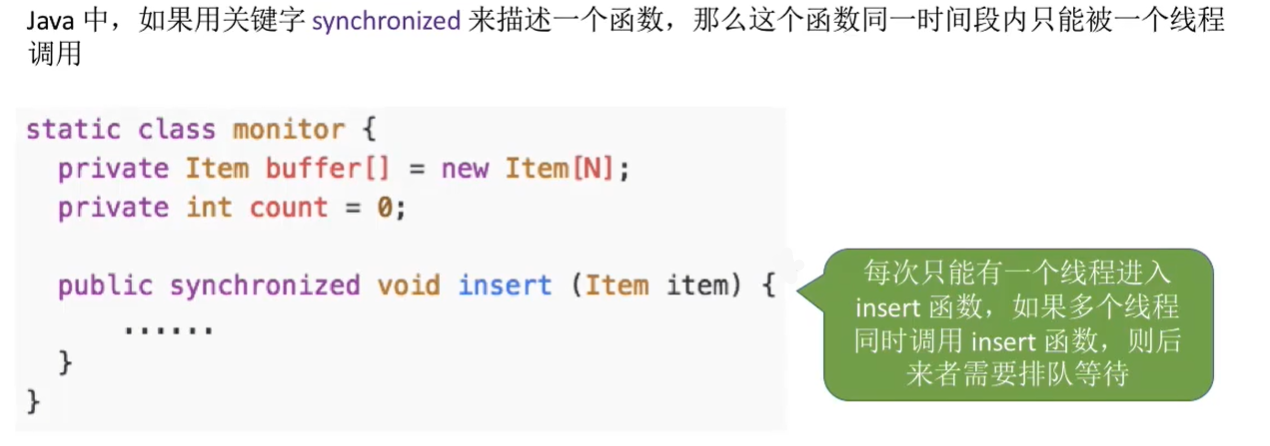 Java 中，如果用关键字 synchronized 来描述一个函数，那么这个函数同一时间段内只能被一个线程
调用
static class monitor {
private Item buffer[] = new Item[N];
private int count = 0;
public synchronized void insert (Item item) {
......
}
}
每次只能有一个线程进入
insert 函数，如果多个线程
同时调用 insert 函数，则后
来者需要排队等待